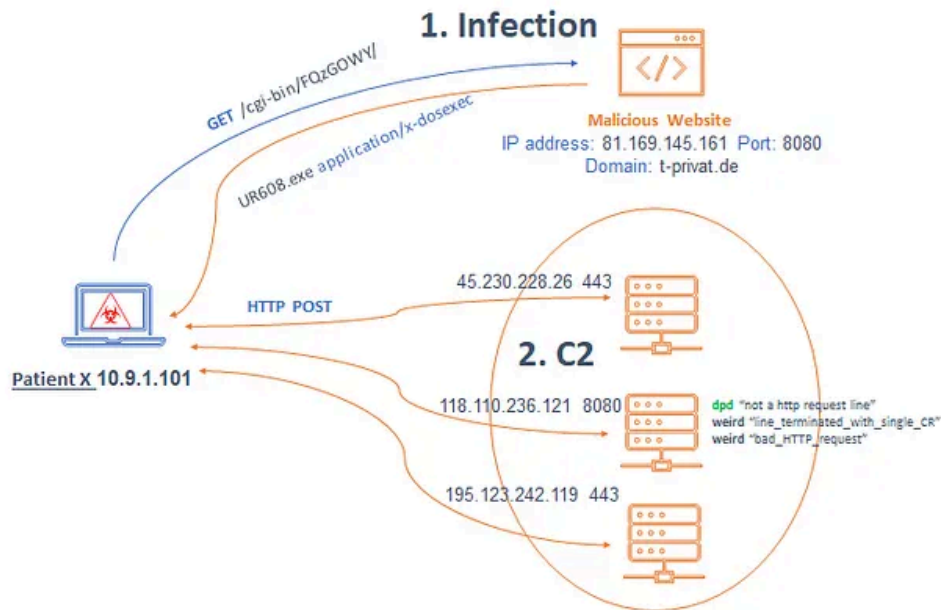 1. Infection
GET /cgi-bin/FQzGOWY/
UR608.exe application/x-dosexec
Malicious Website
IP address: 81.169.145.161 Port: 8080
Domain: t-privat.de
HTTP POST
45.230.228.26 443
2. C2
Patient X 10.9.1.101
118.110.236.121 8080
dpd "not a http request line"
weird "line_terminated_with_single_CR"
weird "bad_HTTP_request"
195.123.242.119 443